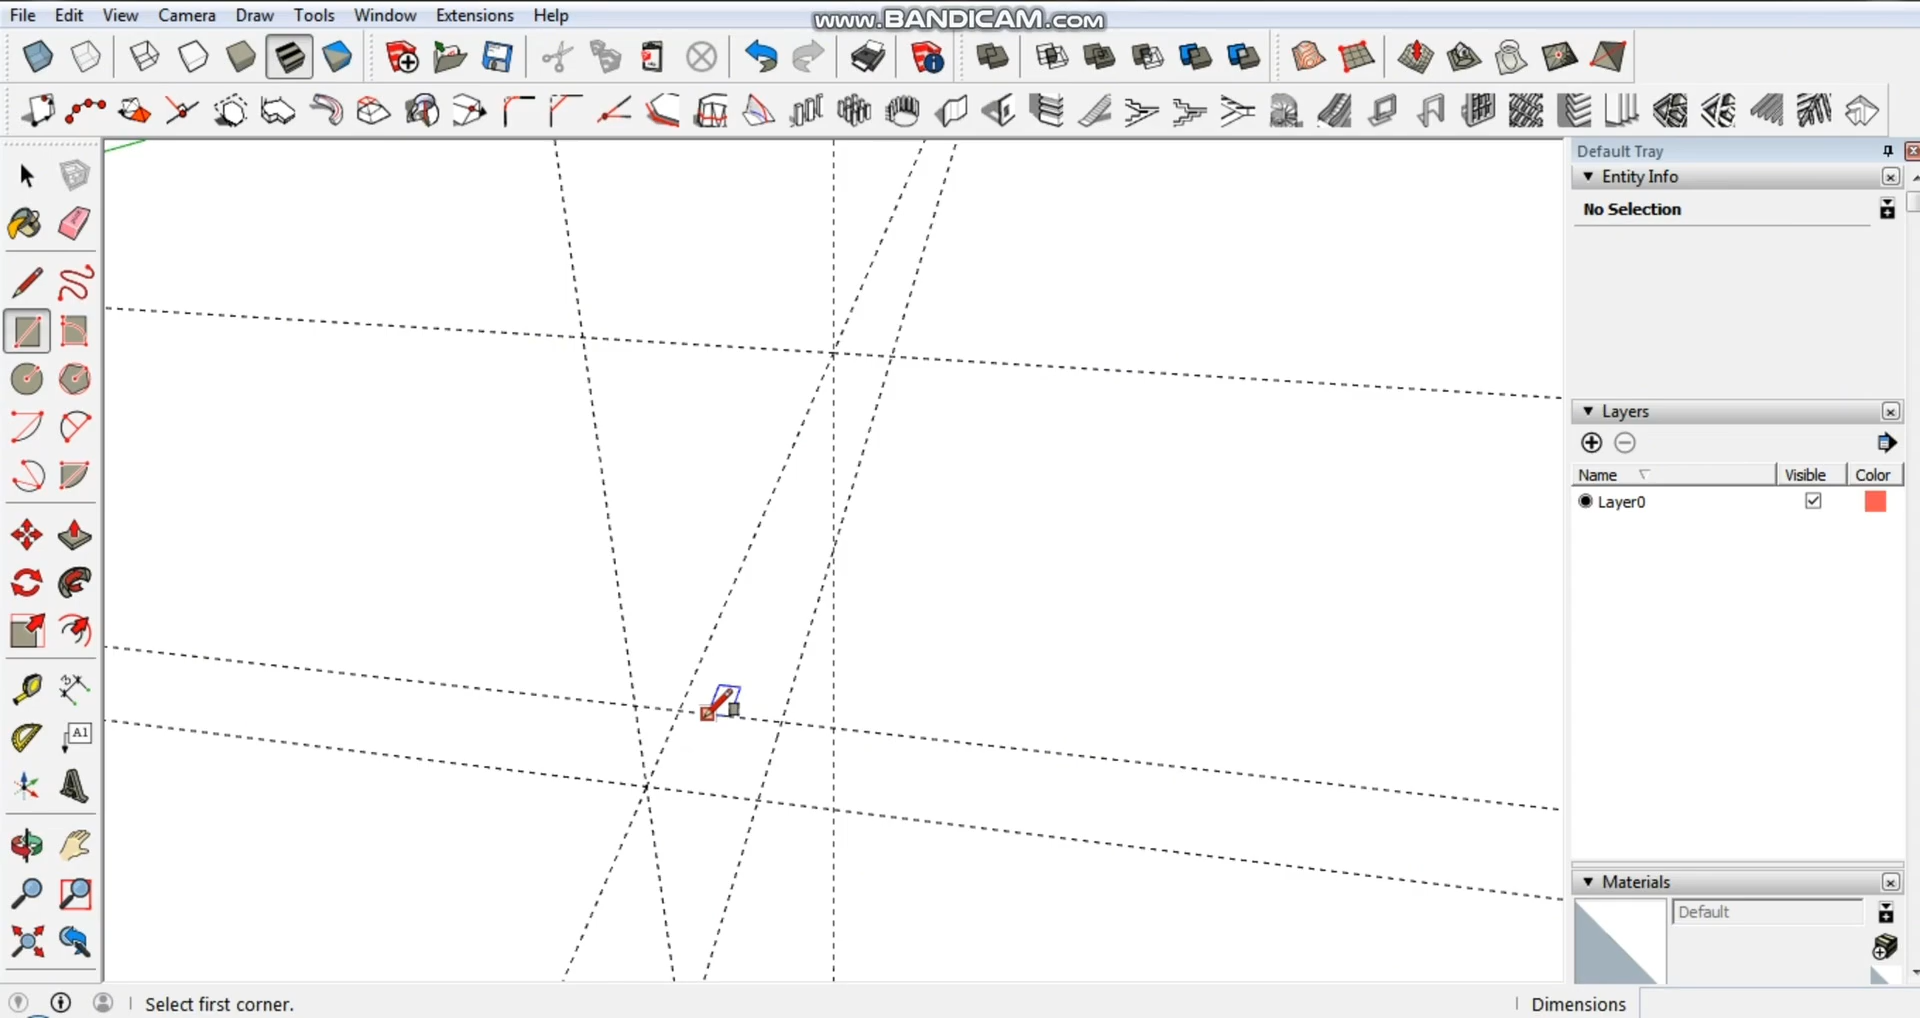 File Edit View Camera Draw Tools Window Extensions Help
www.BANDICAM.com
Default Tray
Entity Info
No Selection
Layers
Name Visible Color
Layer0
A1
Materials
Default
Select first corner.
Dimensions